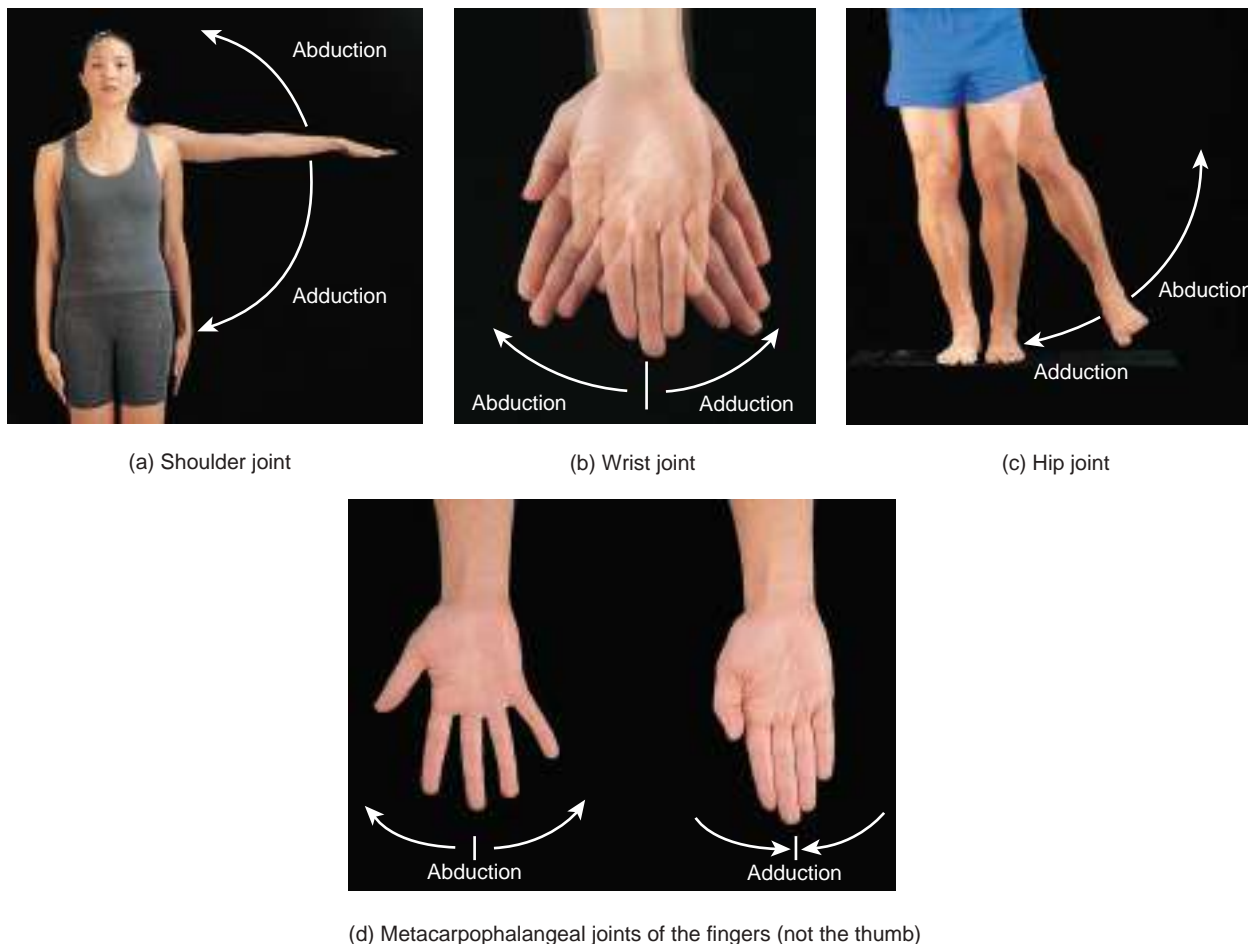 Abduction
Adduction
(a) Shoulder joint
Abduction
Adduction
(b) Wrist joint
Abduction
Adduction
(c) Hip joint
Abduction
Adduction
(d) Metacarpophalangeal joints of the fingers (not the thumb)